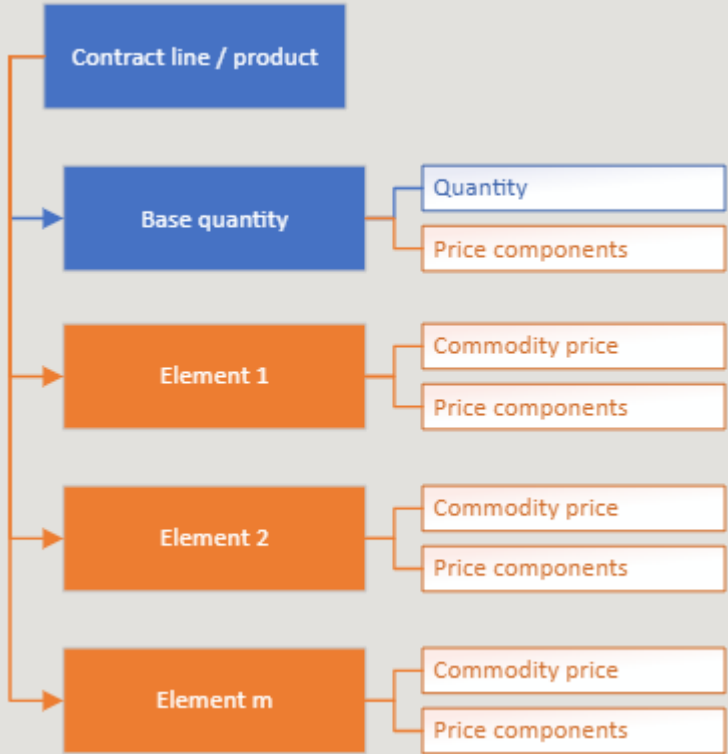 Contract line / product
Base quantity
Quantity
Price components
Element 1
Commodity price
Price components
Element 2
Commodity price
Price components
Element m
Commodity price
Price components